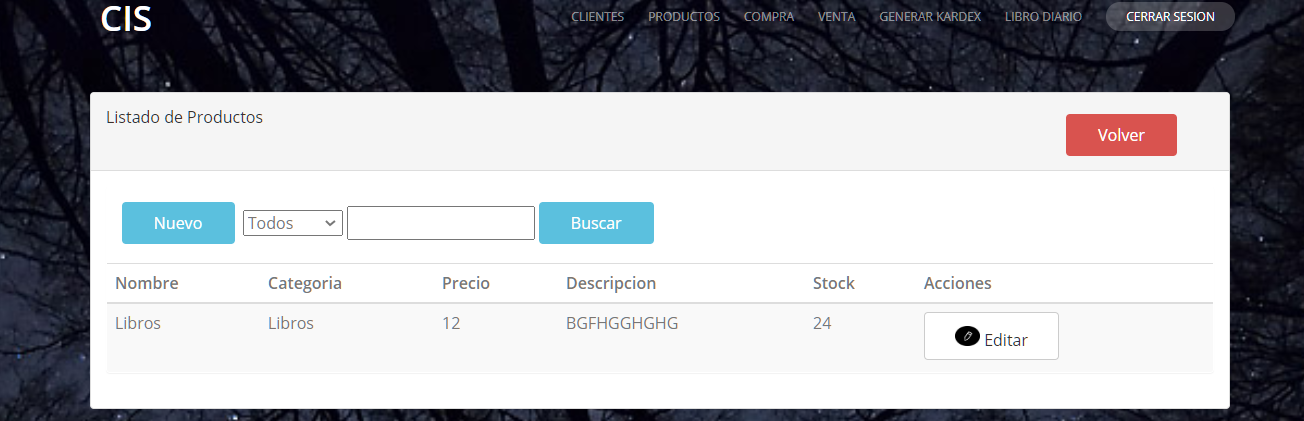 CIS CLIENTES PRODUCTOS COMPRA VENTA GENERAR KARDEX LIBRO DIARIO CERRAR SESION
Listado de Productos
Volver
Nuevo Todos Buscar
Nombre Categoria Precio Descripcion Stock Acciones
Libros Libros 12 BGFHGGHGHG 24 Editar